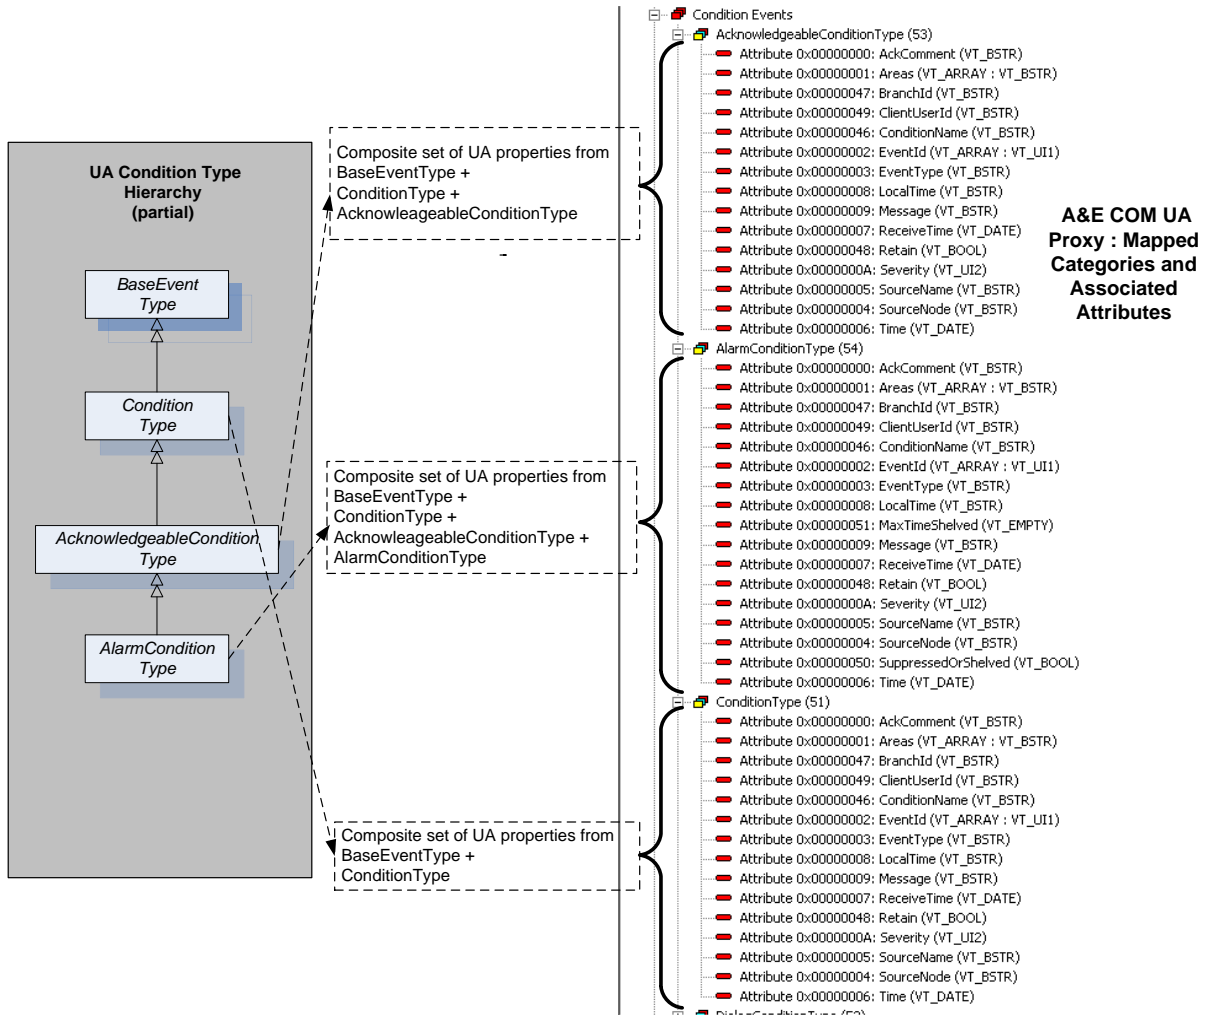 UA Condition Type
Hierarchy
(partial)
BaseEvent
Type
Condition
Type
AcknowledgeableCondition
Type
AlarmCondition
Type
Composite set of UA properties from
BaseEventType +
ConditionType +
AcknowleageableConditionType
Composite set of UA properties from
BaseEventType +
ConditionType +
AcknowleageableConditionType +
AlarmConditionType
Composite set of UA properties from
BaseEventType +
ConditionType
Condition Events
AcknowledgeableConditionType (53)
Attribute 0x00000000: AckComment (VT_BSTR)
Attribute 0x00000001: Areas (VT_ARRAY : VT_BSTR)
Attribute 0x00000047: BranchId (VT_BSTR)
Attribute 0x00000049: ClientUserId (VT_BSTR)
Attribute 0x00000046: ConditionName (VT_BSTR)
Attribute 0x00000002: EventId (VT_ARRAY : VT_UI1)
Attribute 0x00000003: EventType (VT_BSTR)
Attribute 0x00000008: LocalTime (VT_BSTR)
Attribute 0x00000009: Message (VT_BSTR)
Attribute 0x00000007: ReceiveTime (VT_DATE)
Attribute 0x00000048: Retain (VT_BOOL)
Attribute 0x0000000A: Severity (VT_UI2)
Attribute 0x00000005: SourceName (VT_BSTR)
Attribute 0x00000004: SourceNode (VT_BSTR)
Attribute 0x00000006: Time (VT_DATE)
AlarmConditionType (54)
Attribute 0x00000000: AckComment (VT_BSTR)
Attribute 0x00000001: Areas (VT_ARRAY : VT_BSTR)
Attribute 0x00000047: BranchId (VT_BSTR)
Attribute 0x00000049: ClientUserId (VT_BSTR)
Attribute 0x00000046: ConditionName (VT_BSTR)
Attribute 0x00000002: EventId (VT_ARRAY : VT_UI1)
Attribute 0x00000003: EventType (VT_BSTR)
Attribute 0x00000008: LocalTime (VT_BSTR)
Attribute 0x00000051: MaxTimeShelved (VT_EMPTY)
Attribute 0x00000009: Message (VT_BSTR)
Attribute 0x00000007: ReceiveTime (VT_DATE)
Attribute 0x00000048: Retain (VT_BOOL)
Attribute 0x0000000A: Severity (VT_UI2)
Attribute 0x00000005: SourceName (VT_BSTR)
Attribute 0x00000004: SourceNode (VT_BSTR)
Attribute 0x00000050: SuppressedOrShelved (VT_BOOL)
Attribute 0x00000006: Time (VT_DATE)
ConditionType (51)
Attribute 0x00000000: AckComment (VT_BSTR)
Attribute 0x00000001: Areas (VT_ARRAY : VT_BSTR)
Attribute 0x00000047: BranchId (VT_BSTR)
Attribute 0x00000049: ClientUserId (VT_BSTR)
Attribute 0x00000046: ConditionName (VT_BSTR)
Attribute 0x00000002: EventId (VT_ARRAY : VT_UI1)
Attribute 0x00000003: EventType (VT_BSTR)
Attribute 0x00000008: LocalTime (VT_BSTR)
Attribute 0x00000009: Message (VT_BSTR)
Attribute 0x00000007: ReceiveTime (VT_DATE)
Attribute 0x00000048: Retain (VT_BOOL)
Attribute 0x0000000A: Severity (VT_UI2)
Attribute 0x00000005: SourceName (VT_BSTR)
Attribute 0x00000004: SourceNode (VT_BSTR)
Attribute 0x00000006: Time (VT_DATE)
A&E COM UA
Proxy : Mapped
Categories and
Associated
Attributes